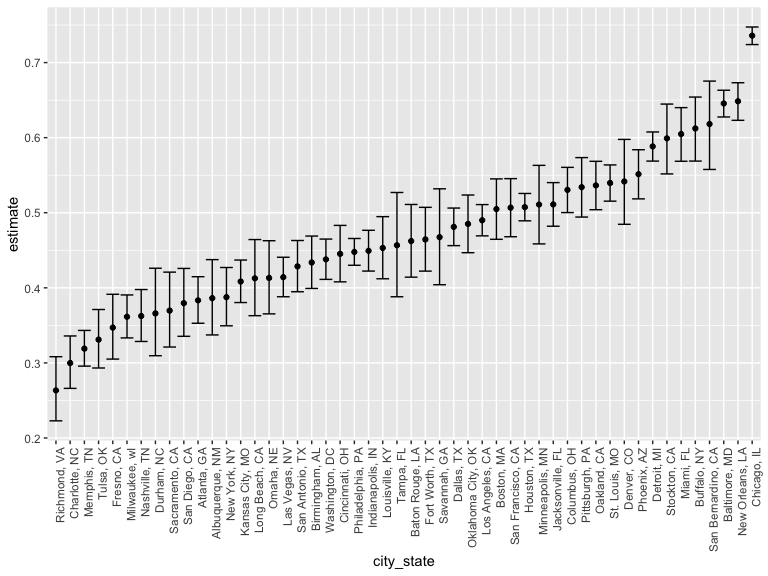 0.7
0.6
0.5
0.4
0.3
0.2
estimate
Richmond, VA
Charlotte, NC
Memphis, TN
Tulsa, OK
Fresno, CA
Milwaukee, wI
Nashville, TN
Durham, NC
Sacramento, CA
San Diego, CA
Atlanta, GA
Albuquerque, NM
New York, NY
Kansas City, MO
Long Beach, CA
Omaha, NE
Las Vegas, NV
San Antonio, TX
Birmingham, AL
Washington, DC
Cincinnati, OH
Philadelphia, PA
Indianapolis, IN
Louisville, KY
Tampa, FL
Baton Rouge, LA
Fort Worth, TX
Savannah, GA
Dallas, TX
Oklahoma City, OK
Los Angeles, CA
Boston, MA
San Francisco, CA
Houston, TX
Minneapolis, MN
Jacksonville, FL
Columbus, OH
Pittsburgh, PA
Oakland, CA
St. Louis, MO
Denver, CO
Phoenix, AZ
Detroit, MI
Stockton, CA
Miami, FL
Buffalo, NY
San Bernardino, CA
Baltimore, MD
New Orleans, LA
Chicago, IL
city_state